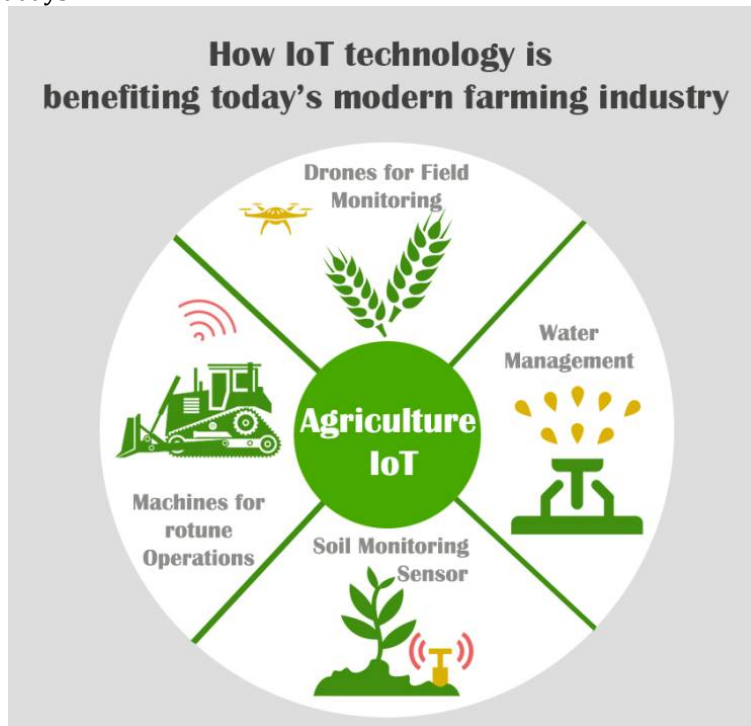 How IoT technology is
benefiting today's modern farming industry
Drones for Field
Monitoring
Water
Management
Agriculture
IoT
Machines for
rotune
Operations
Soil Monitoring
Sensor